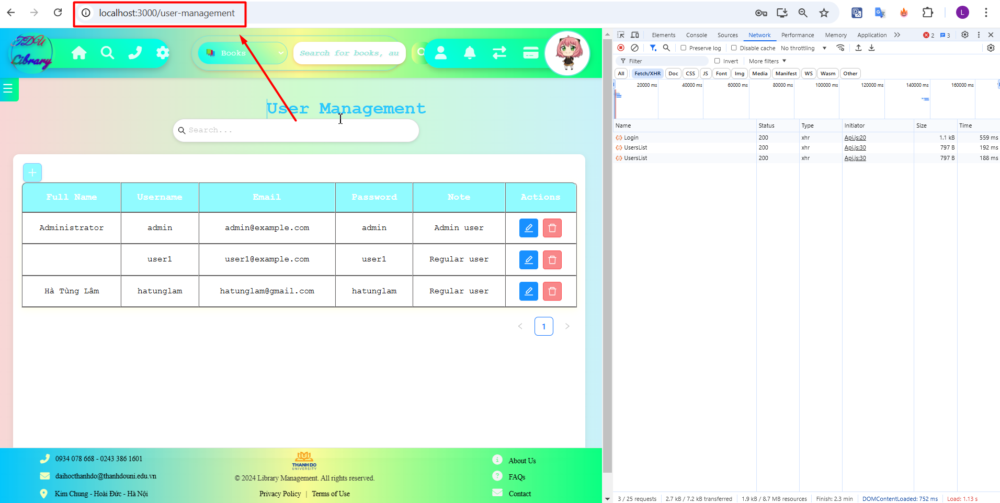 localhost:3000/user-management
L
TDU
Library
Books
Search for books, au
User Management
Search...
Full Name Username Email Password Note Actions
Administrator admin admin@example.com admin Admin user
user1 user1@example.com user1 Regular user
Hà Tùng Lâm hatunglam hatunglam@gmail.com hatunglam Regular user
1
0934 078 668 - 0243 386 1601
daihocthanhdo@thanhdouni.edu.vn
Kim Chung - Hoài Đức - Hà Nội
THANH DO
UNIVERSITY
© 2024 Library Management. All rights reserved.
Privacy Policy | Terms of Use
About Us
FAQs
Contact
Elements Console Sources Network Performance Memory Application 2 3
Preserve log Disable cache No throttling
Filter Invert More filters
All Fetch/XHR Doc CSS JS Font Img Media Manifest WS Wasm Other
20000 ms 40000 ms 60000 ms 80000 ms 100000 ms 120000 ms 140000 ms 160000 ms
Name Status Type Initiator Size Time
Login 200 xhr Api.js:20 1.1 kB 559 ms
UsersList 200 xhr Api.js:30 797 B 192 ms
UsersList 200 xhr Api.js:30 797 B 188 ms
3 / 25 requests 2.7 kB / 7.2 kB transferred 1.9 kB / 8.7 MB resources Finish: 2.3 min DOMContentLoaded: 752 ms Load: 1.13 s